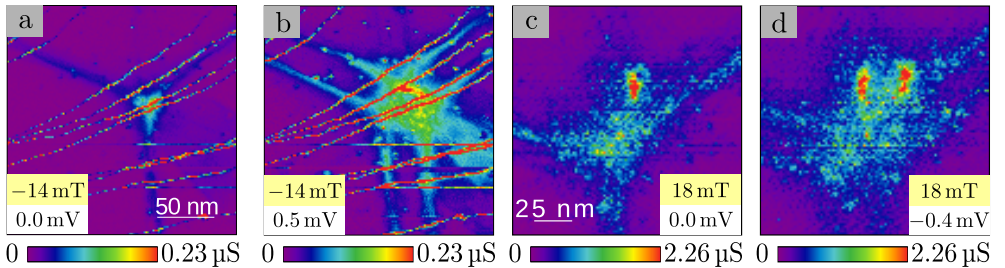 a
−14 mT
0.0 mV
50 nm
0 0.23 µS
b
−14 mT
0.5 mV
0 0.23 µS
c
18 mT
0.0 mV
25 nm
0 2.26 µS
d
18 mT
−0.4 mV
0 2.26 µS